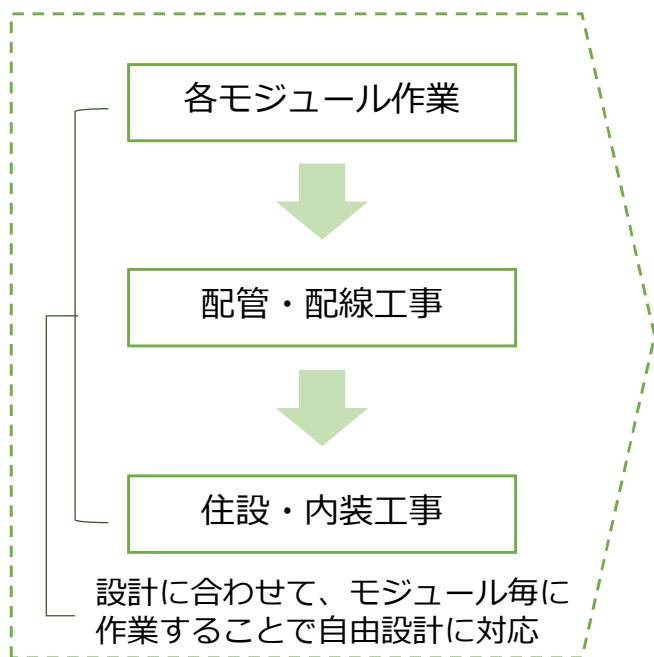 各モジュール作業
配管・配線工事
住設・内装工事
設計に合わせて、モジュール毎に
作業することで自由設計に対応